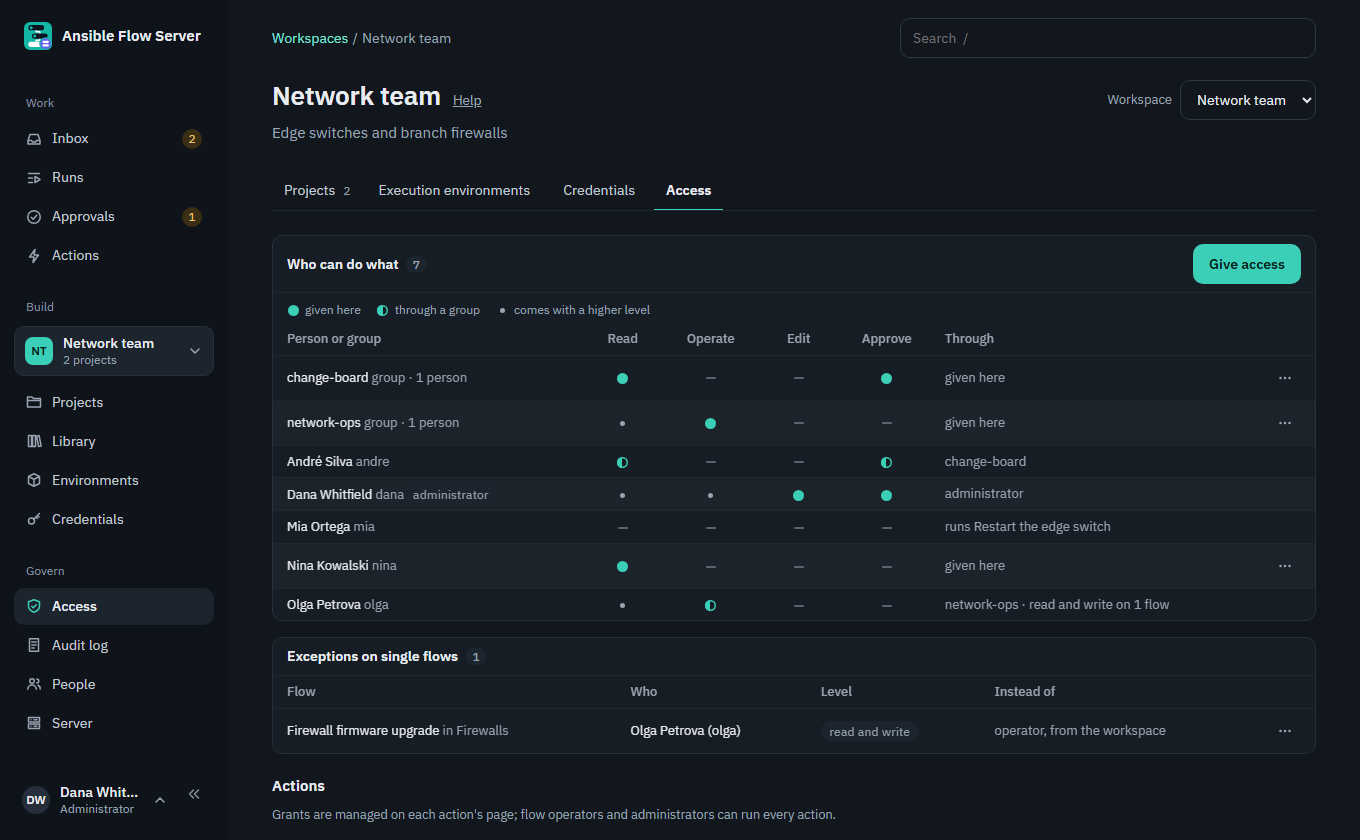 Ansible Flow Server
Workspaces / Network team
Search /
Network team Help
Workspace Network team
Edge switches and branch firewalls
Work
Inbox 2
Runs
Approvals 1
Actions
Build
NT Network team
2 projects
Projects
Library
Environments
Credentials
Govern
Access
Audit log
People
Server
DW Dana Whit...
Administrator
Projects 2 Execution environments Credentials Access
Who can do what 7 Give access
given here through a group comes with a higher level
Person or group Read Operate Edit Approve Through
change-board group · 1 person — — given here ...
network-ops group · 1 person — — given here ...
André Silva andre — — change-board
Dana Whitfield dana administrator administrator
Mia Ortega mia — — — — runs Restart the edge switch
Nina Kowalski nina — — — given here ...
Olga Petrova olga — — network-ops · read and write on 1 flow
Exceptions on single flows 1
Flow Who Level Instead of
Firewall firmware upgrade in Firewalls Olga Petrova (olga) read and write operator, from the workspace ...
Actions
Grants are managed on each action's page; flow operators and administrators can run every action.